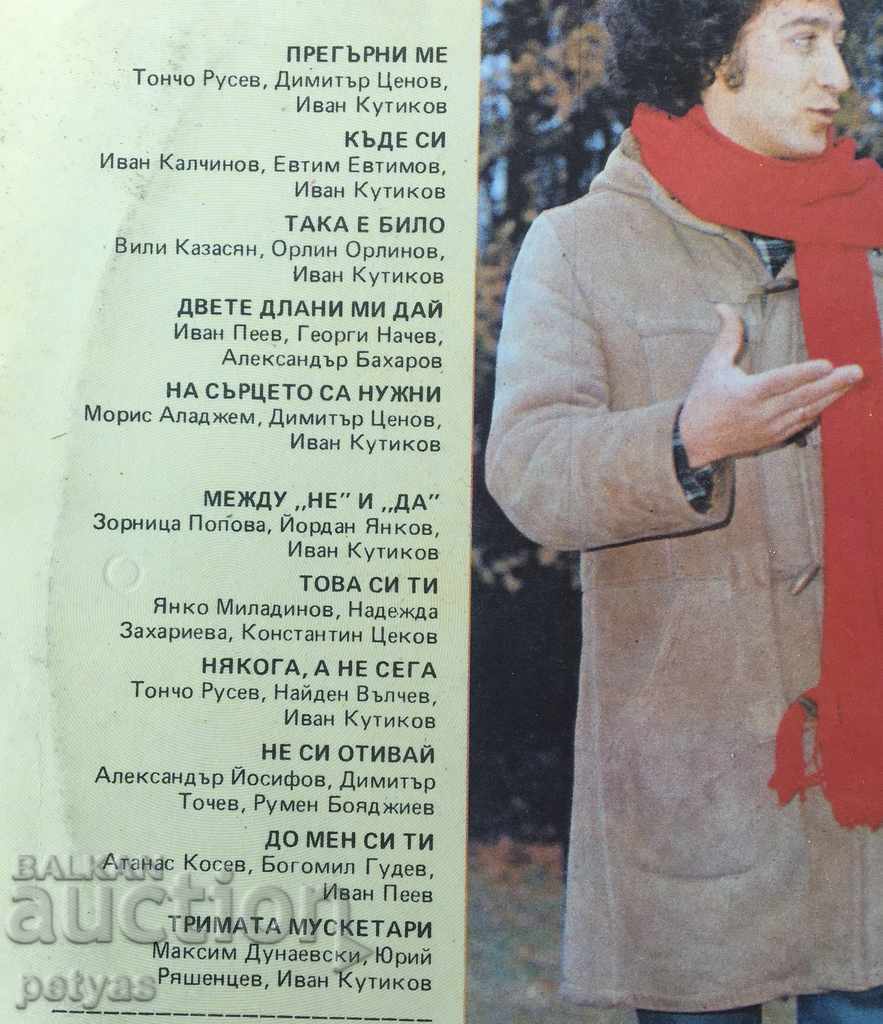 ПРЕГЪРНИ МЕ
Тончо Русев, Димитър Ценов,
Иван Кутиков
КЪДЕ СИ
Иван Калчинов, Евтим Евтимов,
Иван Кутиков
ТАКА Е БИЛО
Вили Казасян, Орлин Орлинов,
Иван Кутиков
ДВЕТЕ ДЛАНИ МИ ДАЙ
Иван Пеев, Георги Начев,
Александър Бахаров
НА СЪРЦЕТО СА НУЖНИ
Морис Аладжем, Димитър Ценов,
Иван Кутиков
МЕЖДУ „НЕ” И „ДА”
Зорница Попова, Йордан Янков,
Иван Кутиков
ТОВА СИ ТИ
Янко Миладинов, Надежда
Захариева, Константин Цеков
НЯКОГА, А НЕ СЕГА
Тончо Русев, Найден Вълчев,
Иван Кутиков
НЕ СИ ОТИВАЙ
Александър Йосифов, Димитър
Точев, Румен Бояджиев
ДО МЕН СИ ТИ
Атанас Косев, Богомил Гудев,
Иван Пеев
ТРИМАТА МУСКЕТАРИ
Максим Дунаевски, Юрий
Ряшенцев, Иван Кутиков
BALKAN
auction
petyas